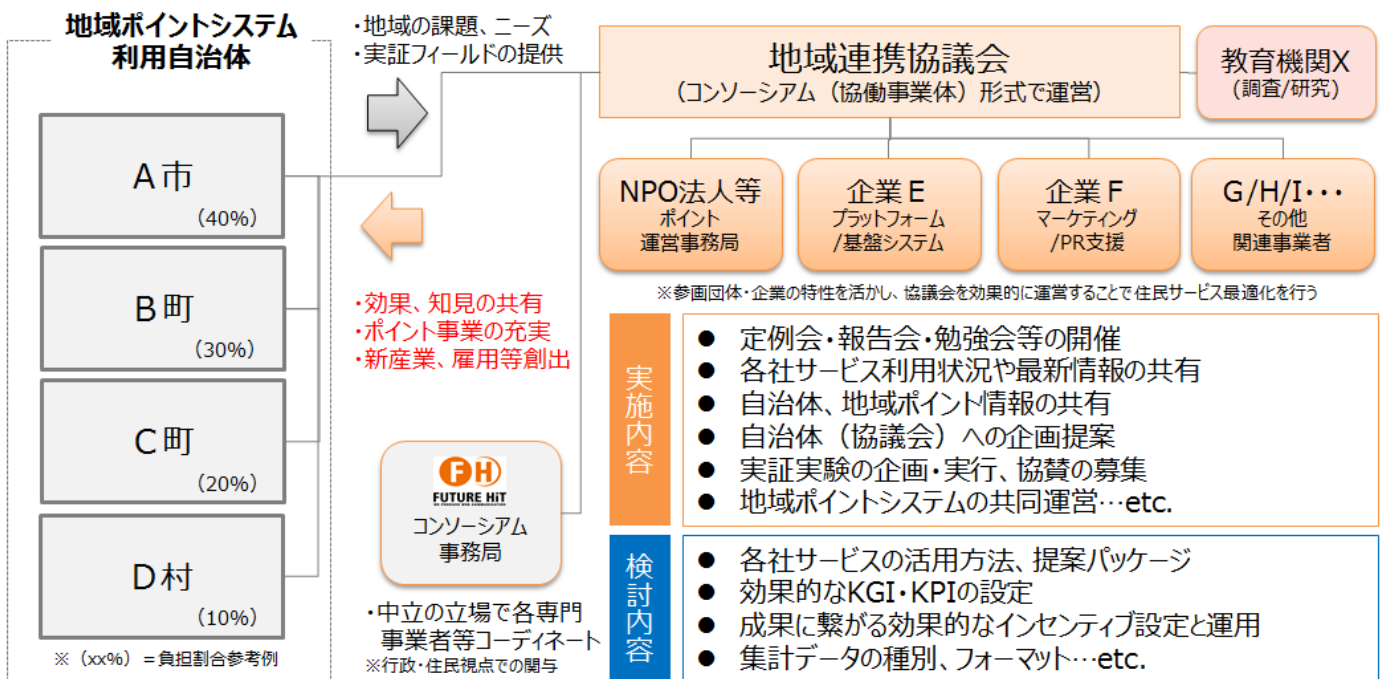 地域ポイントシステム
利用自治体
A市
(40%)
B町
(30%)
C町
(20%)
D村
(10%)
※（xx%）＝負担割合参考例
・地域の課題、ニーズ
・実証フィールドの提供
・効果、知見の共有
・ポイント事業の充実
・新産業、雇用等創出
FH
FUTURE HiT
コンソーシアム
事務局
・中立の立場で各専門
事業者等コーディネート
※行政・住民視点での関与
地域連携協議会
（コンソーシアム（協働事業体）形式で運営）
教育機関X
(調査/研究)
NPO法人等
ポイント
運営事務局
企業E
プラットフォーム
/基盤システム
企業F
マーケティング
/PR支援
G/H/I･･･
その他
関連事業者
※参画団体・企業の特性を活かし、協議会を効果的に運営することで住民サービス最適化を行う
実施内容
● 定例会・報告会・勉強会等の開催
● 各社サービス利用状況や最新情報の共有
● 自治体、地域ポイント情報の共有
● 自治体（協議会）への企画提案
● 実証実験の企画・実行、協賛の募集
● 地域ポイントシステムの共同運営…etc.
検討内容
● 各社サービスの活用方法、提案パッケージ
● 効果的なKGI・KPIの設定
● 成果に繋がる効果的なインセンティブ設定と運用
● 集計データの種別、フォーマット…etc.